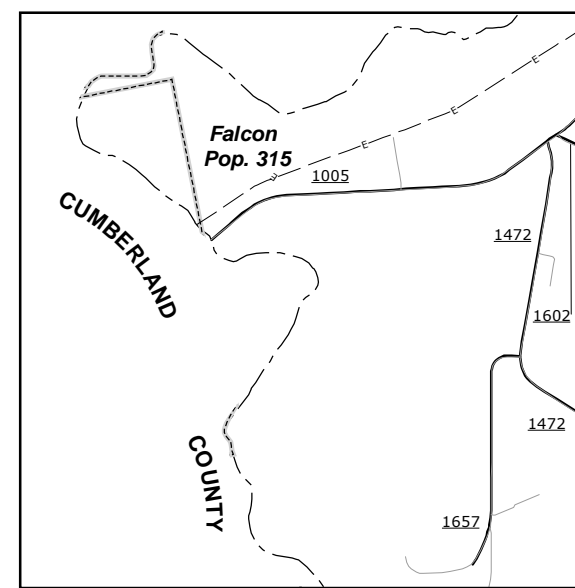 Falcon
Pop. 315
E
E
E
E
1005
CUMBERLAND
1472
1602
1472
COUNTY
1657